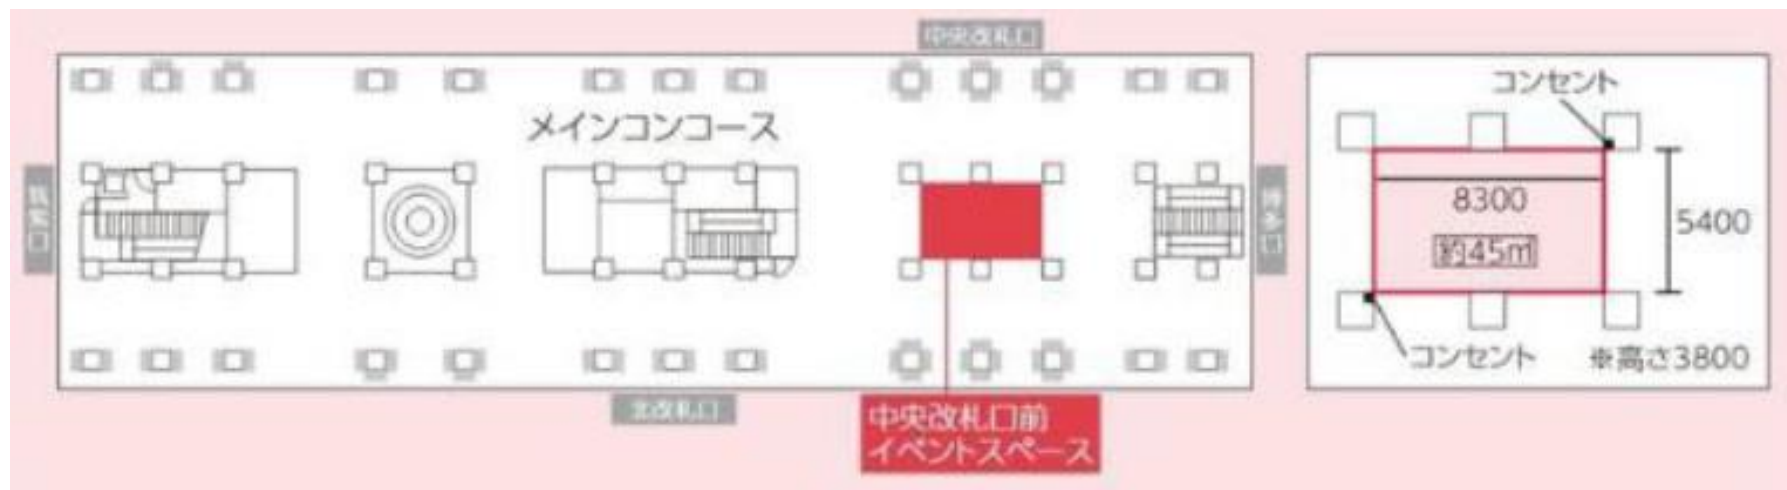 中央改札口
メインコンコース
北改札口
中央改札口前
イベントスペース
コンセント
8300
約45㎡
5400
コンセント
※高さ3800